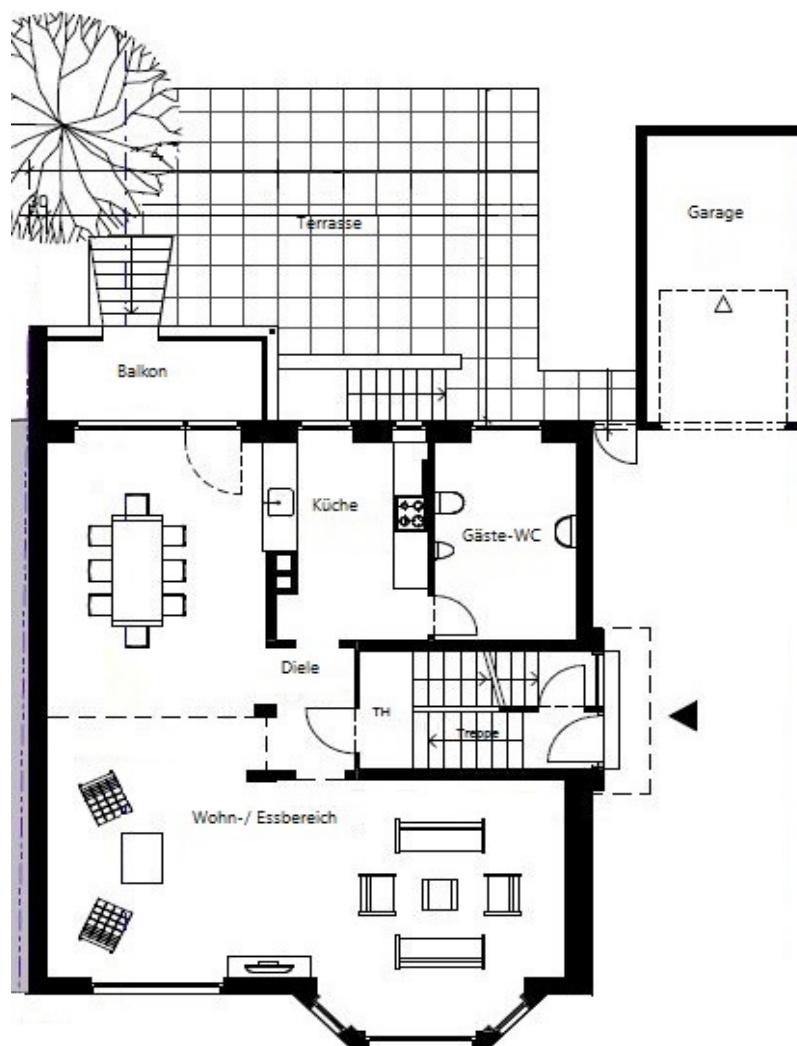 Garage
30
Terrasse
Balkon
Küche
Gäste-WC
Diele
TH
Treppe
Wohn-/ Essbereich